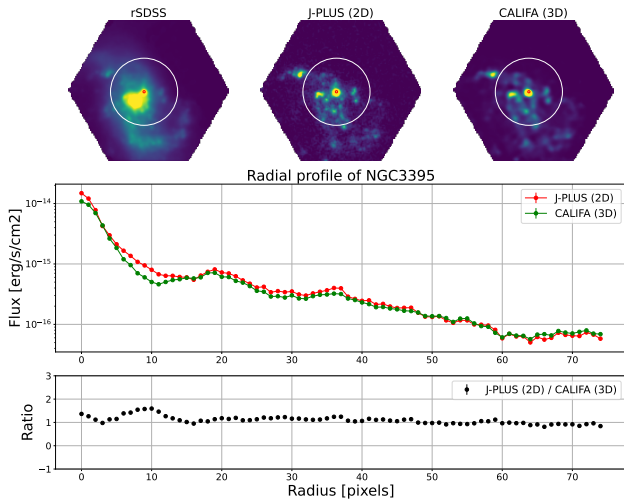 rSDSS
J-PLUS (2D)
CALIFA (3D)
Radial profile of NGC3395
Flux [erg/s/cm2]
10⁻¹⁴
10⁻¹⁵
10⁻¹⁶
J-PLUS (2D)
CALIFA (3D)
0 10 20 30 40 50 60 70
Ratio
3
2
1
0
−1
J-PLUS (2D) / CALIFA (3D)
0 10 20 30 40 50 60 70
Radius [pixels]